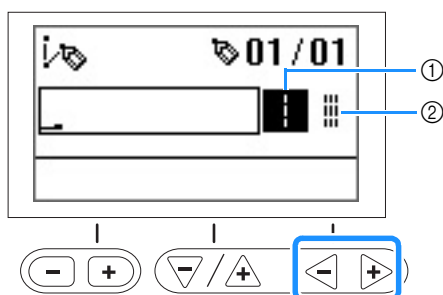 01/01
①
②
- + - / + - +